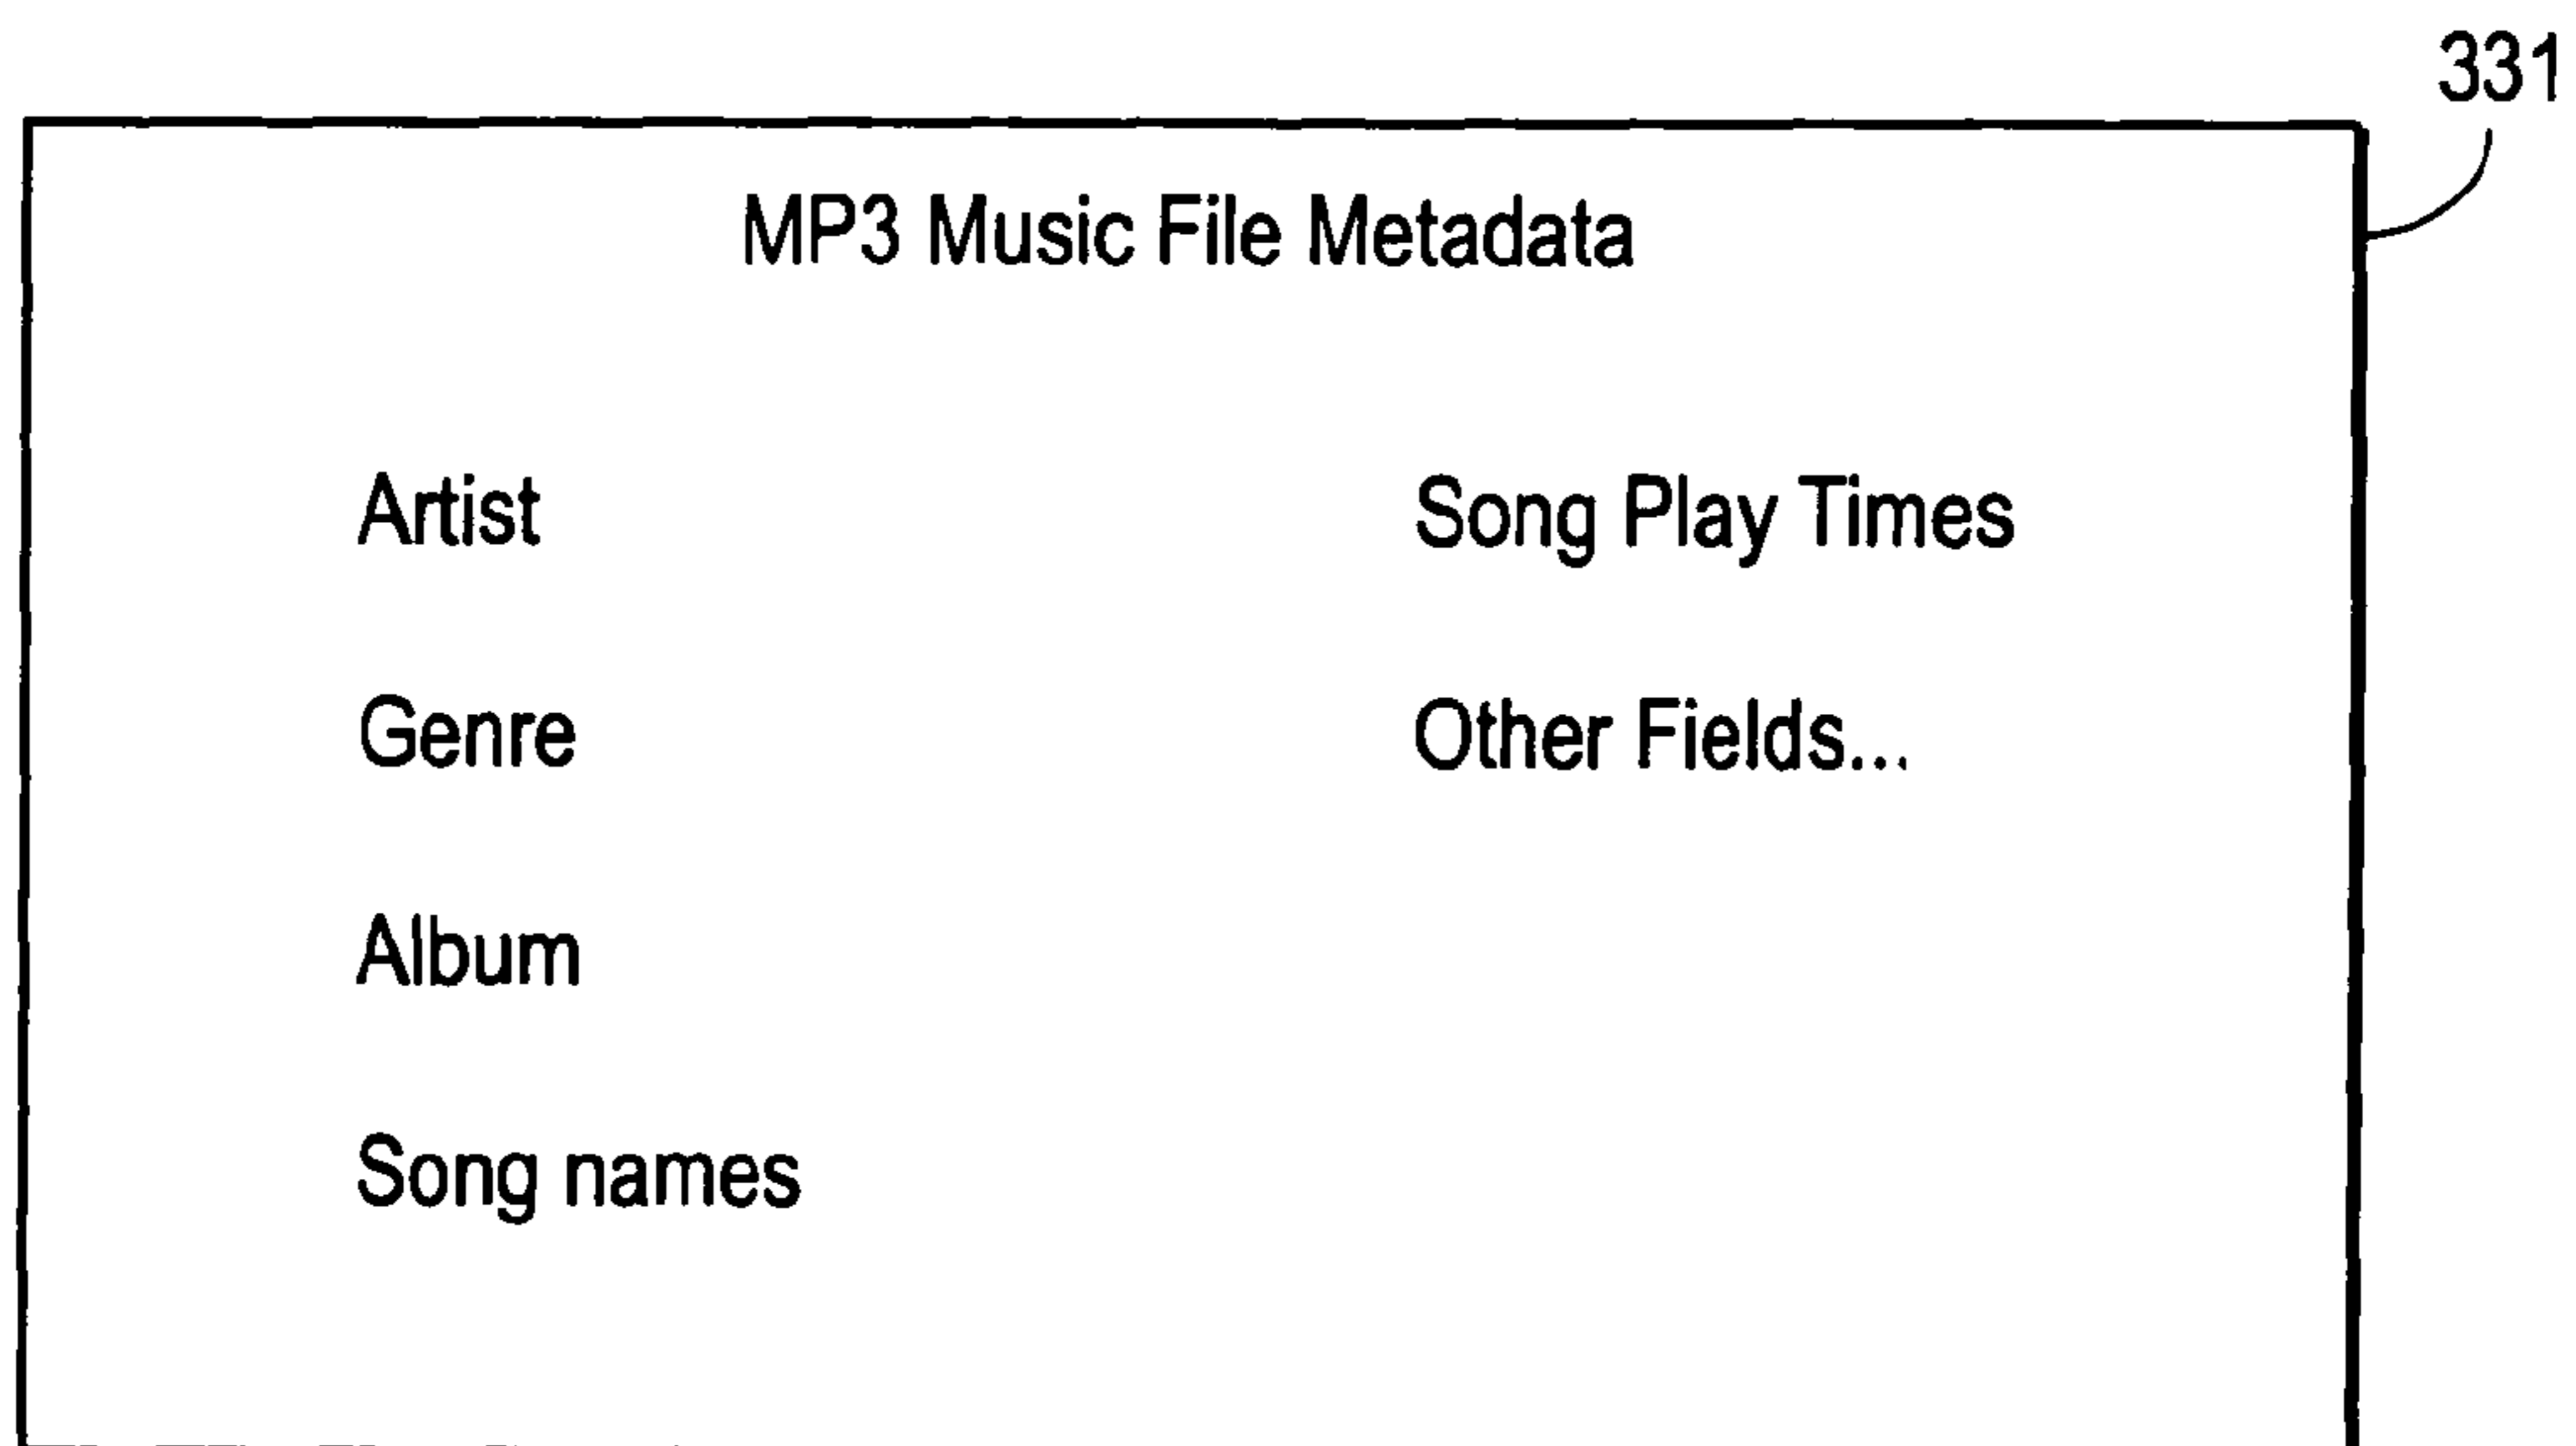 331
MP3 Music File Metadata
Artist
Genre
Album
Song names
Song Play Times
Other Fields...